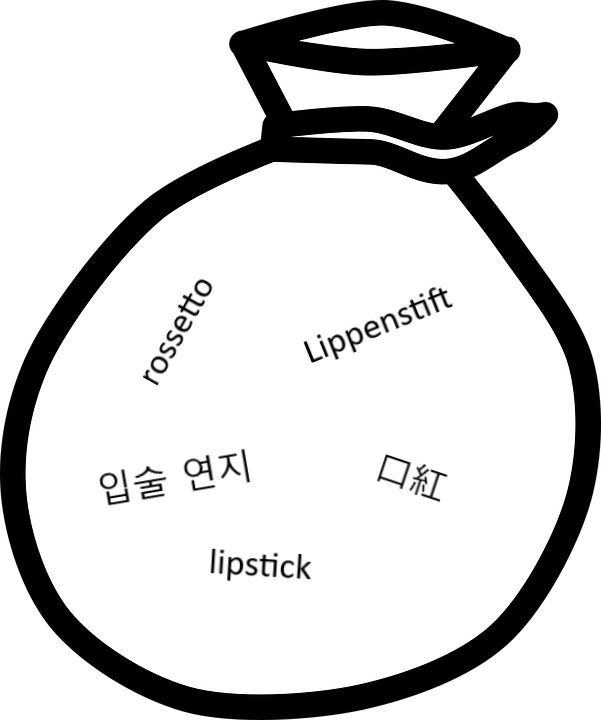 rossetto
Lippenstift
입술 연지
口紅
lipstick